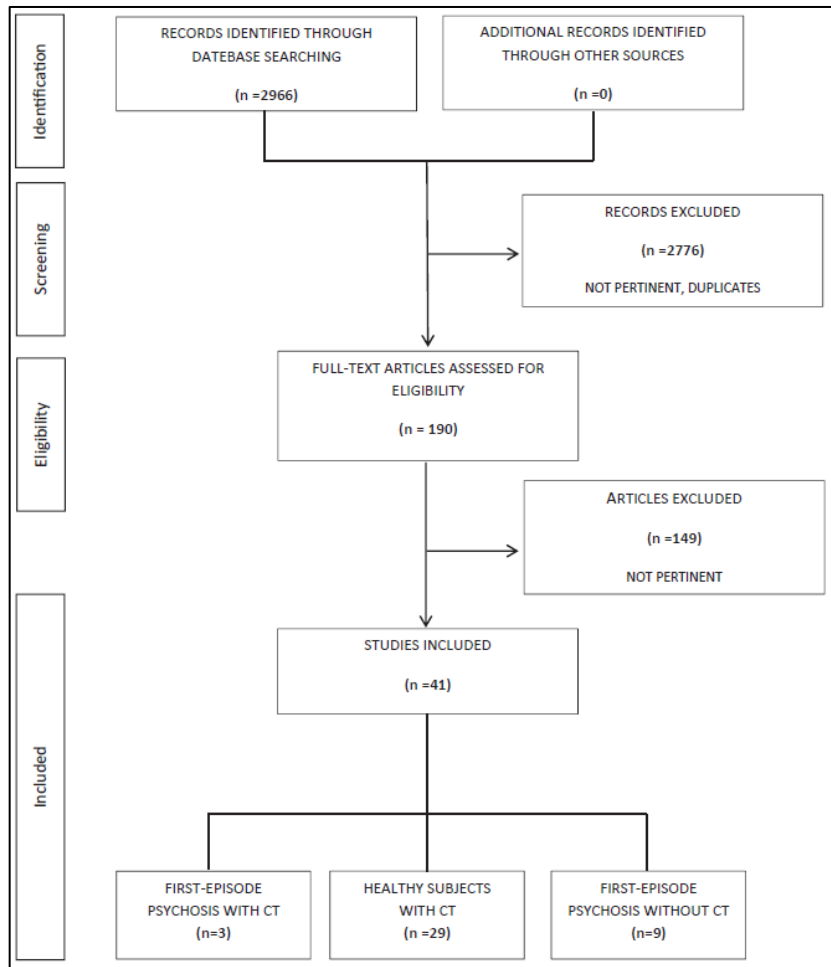 Identification
RECORDS IDENTIFIED THROUGH
DATEBASE SEARCHING
(n =2966)
ADDITIONAL RECORDS IDENTIFIED
THROUGH OTHER SOURCES
(n =0)
Screening
RECORDS EXCLUDED
(n =2776)
NOT PERTINENT, DUPLICATES
Eligibility
FULL-TEXT ARTICLES ASSESSED FOR
ELIGIBILITY
(n = 190)
ARTICLES EXCLUDED
(n =149)
NOT PERTINENT
Included
STUDIES INCLUDED
(n =41)
FIRST-EPISODE
PSYCHOSIS WITH CT
(n=3)
HEALTHY SUBJECTS
WITH CT
(n =29)
FIRST-EPISODE
PSYCHOSIS WITHOUT CT
(n=9)